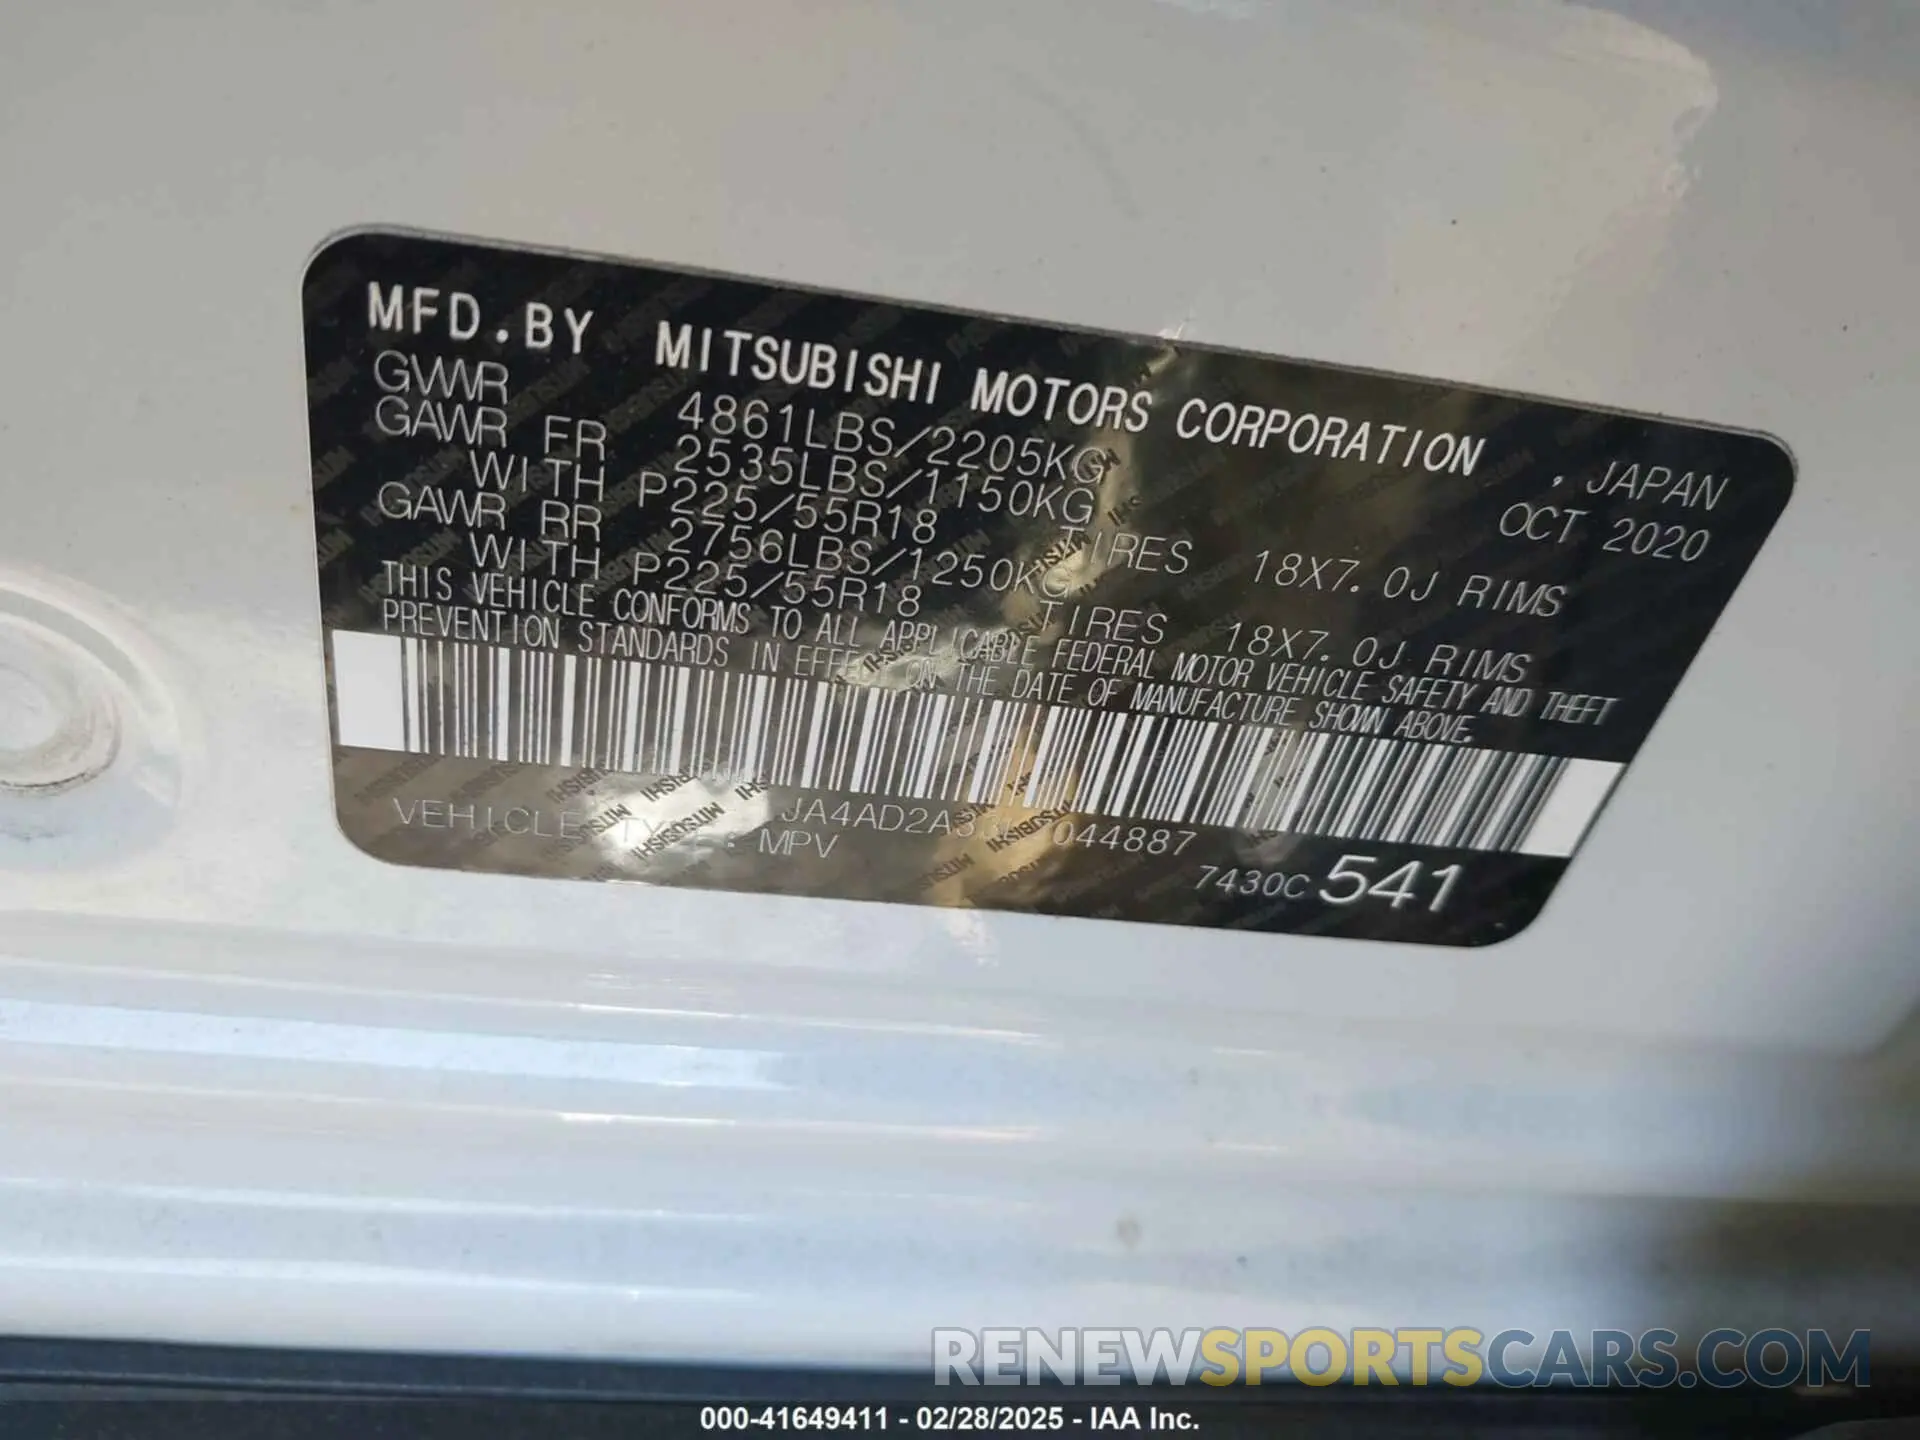 MFD.BY MITSUBISHI MOTORS CORPORATION , JAPAN
GVWR 4861LBS/2205KG OCT 2020
GAWR FR 2535LBS/1150KG
WITH P225/55R18 TIRES 18X7.0J RIMS
GAWR RR 2756LBS/1250KG
WITH P225/55R18 TIRES 18X7.0J RIMS
THIS VEHICLE CONFORMS TO ALL APPLICABLE FEDERAL MOTOR VEHICLE SAFETY AND THEFT
PREVENTION STANDARDS IN EFFECT ON THE DATE OF MANUFACTURE SHOWN ABOVE.
044887
VEHICLE TYPE: MPV
7430C 541
RENEWSPORTSCARS.COM
000-41649411 - 02/28/2025 - IAA Inc.